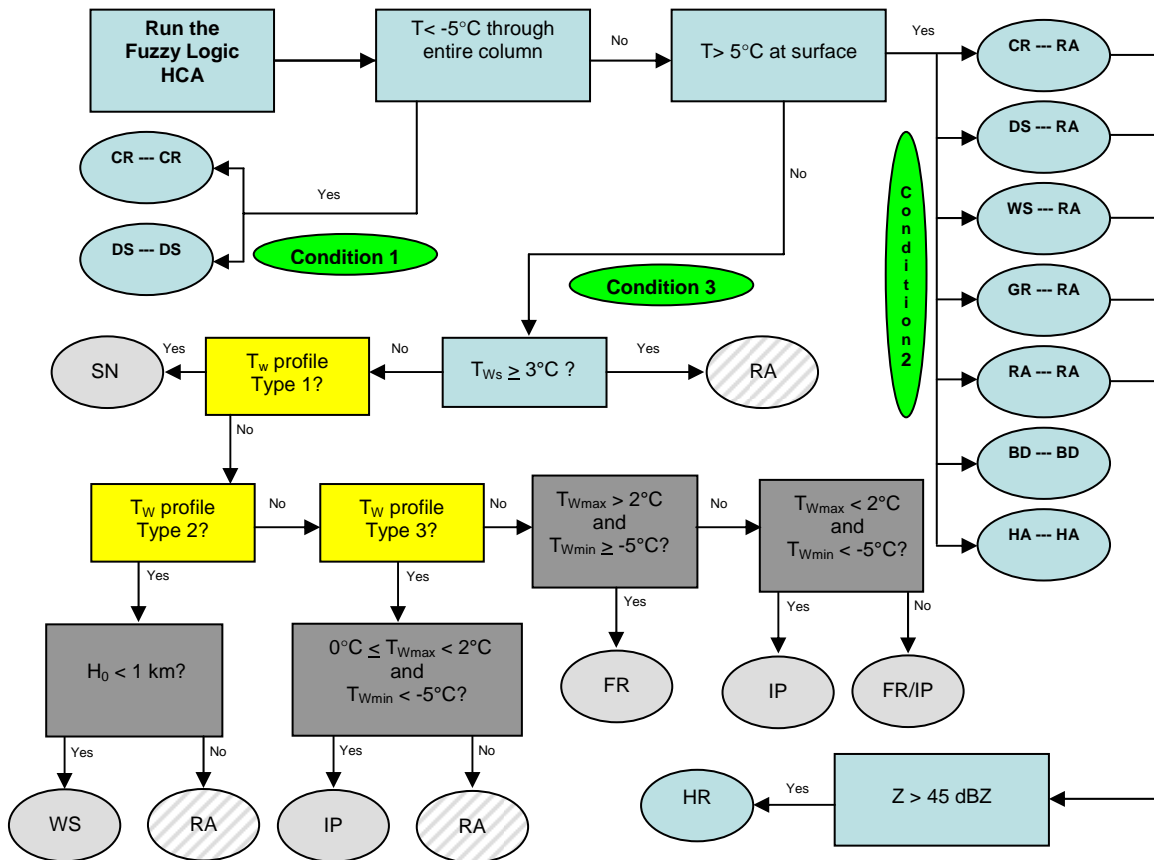 Run the
Fuzzy Logic
HCA
T< -5°C through
entire column
No
T> 5°C at surface
Yes
CR --- RA
DS --- RA
WS --- RA
GR --- RA
RA --- RA
BD --- BD
HA --- HA
Condition 2
CR --- CR
DS --- DS
Yes
Condition 1
No
Condition 3
SN
Yes
Tw profile
Type 1?
No
TWs ≥ 3°C ?
Yes
RA
No
TW profile
Type 2?
No
TW profile
Type 3?
No
TWmax > 2°C
and
TWmin ≥ -5°C?
No
TWmax < 2°C
and
TWmin < -5°C?
Yes
Yes
Yes
Yes
No
H0 < 1 km?
0°C ≤ TWmax < 2°C
and
TWmin < -5°C?
FR
IP
FR/IP
Yes
No
Yes
No
WS
RA
IP
RA
HR
Yes
Z > 45 dBZ